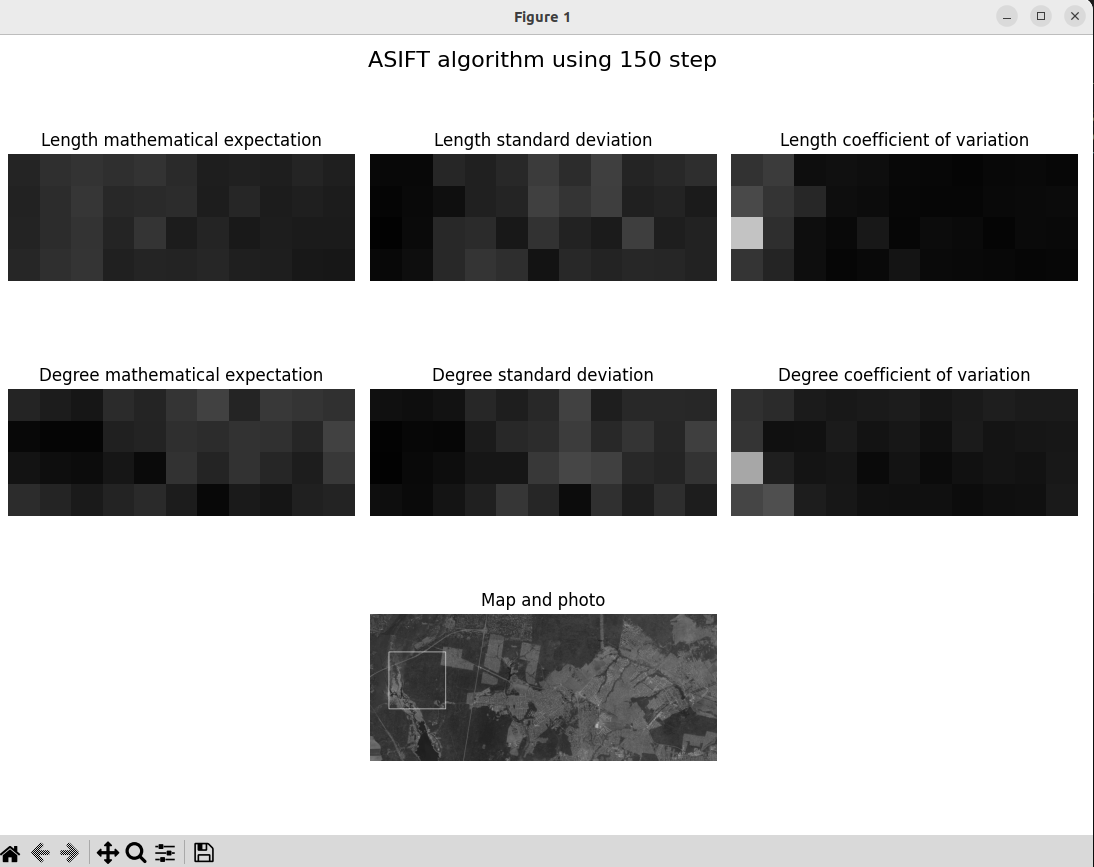 Figure 1
ASIFT algorithm using 150 step
Length mathematical expectation
Length standard deviation
Length coefficient of variation
Degree mathematical expectation
Degree standard deviation
Degree coefficient of variation
Map and photo